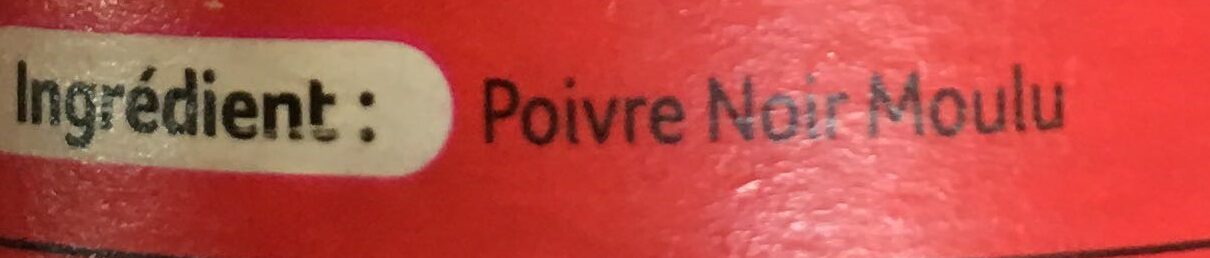 Ingrédient : Poivre Noir Moulu